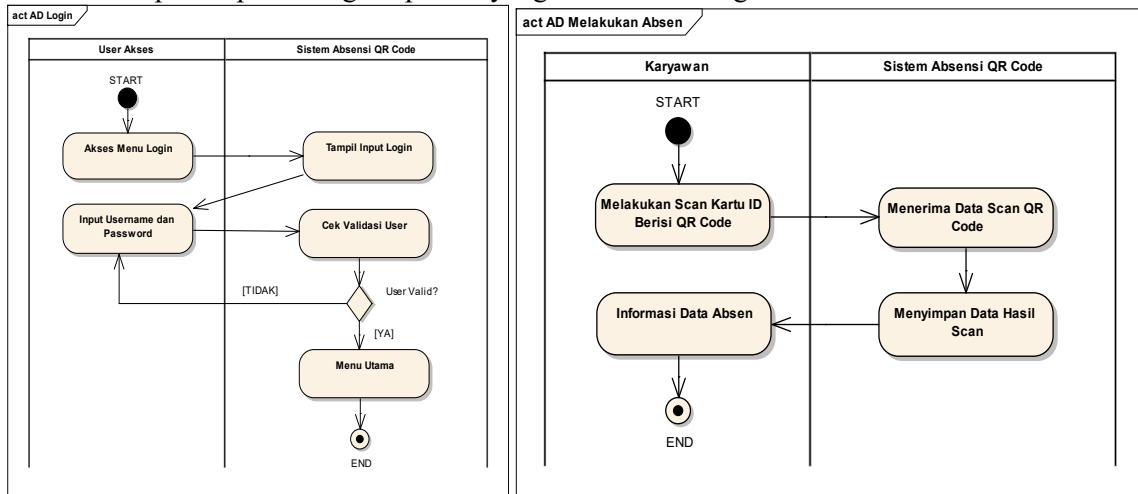 act AD Login
User Akses
Sistem Absensi QR Code
START
Akses Menu Login
Tampil Input Login
Input Username dan
Password
Cek Validasi User
[TIDAK]
User Valid?
[YA]
Menu Utama
END
act AD Melakukan Absen
Karyawan
Sistem Absensi QR Code
START
Melakukan Scan Kartu ID
Berisi QR Code
Menerima Data Scan QR
Code
Informasi Data Absen
Menyimpan Data Hasil
Scan
END